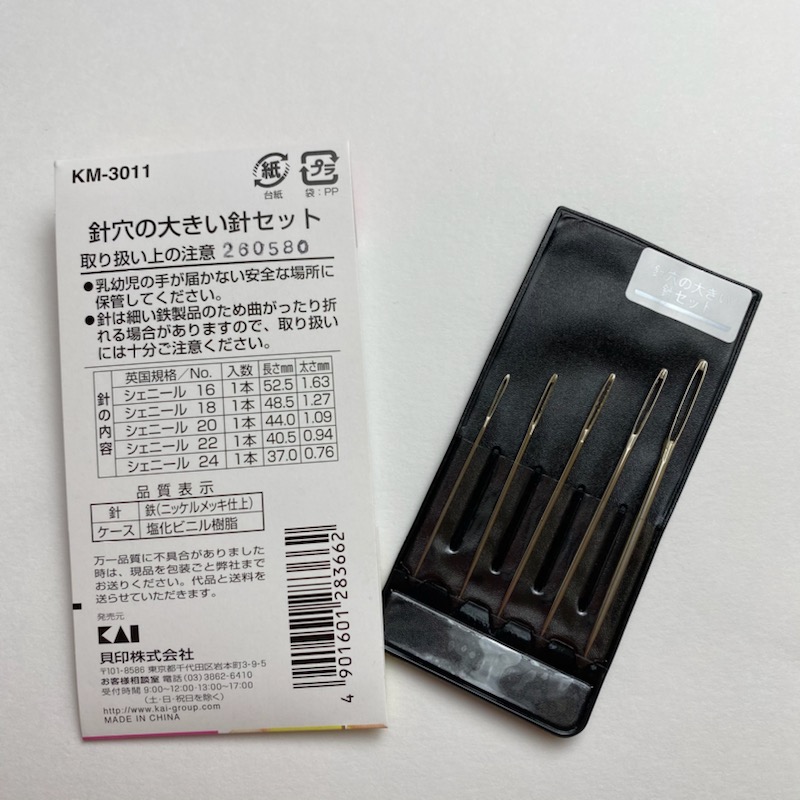 KM-3011
紙
台紙
プラ
袋：PP
針穴の大きい針セット
取り扱い上の注意 260580
●乳幼児の手が届かない安全な場所に
保管してください。
●針は細い鉄製品のため曲がったり折
れる場合がありますので、取り扱い
には十分ご注意ください。
針の内容
英国規格／No. 入数 長さmm 太さmm
シェニール 16 1本 52.5 1.63
シェニール 18 1本 48.5 1.27
シェニール 20 1本 44.0 1.09
シェニール 22 1本 40.5 0.94
シェニール 24 1本 37.0 0.76
品質表示
針 鉄(ニッケルメッキ仕上)
ケース 塩化ビニル樹脂
万一品質に不具合がありました
時は、現品を包装ごと弊社まで
お送りください。代品と送料を
送らせていただきます。
発売元
KAI
貝印株式会社
〒101-8586 東京都千代田区岩本町3-9-5
お客様相談室 電話(03)3862-6410
受付時間 9:00〜12:00・13:00〜17:00
(土・日・祝日を除く)
http://www.kai-group.com/
MADE IN CHINA
4 901601 283662
針穴の大きい
針セット